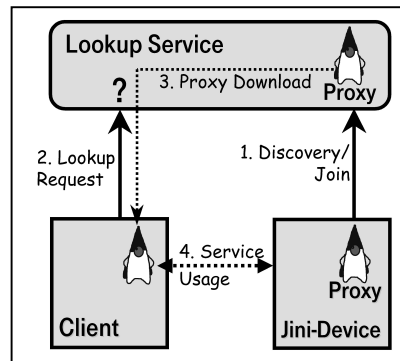 Lookup Service
?
3. Proxy Download
Proxy
2. Lookup
Request
1. Discovery/
Join
4. Service
Usage
Client
Proxy
Jini-Device